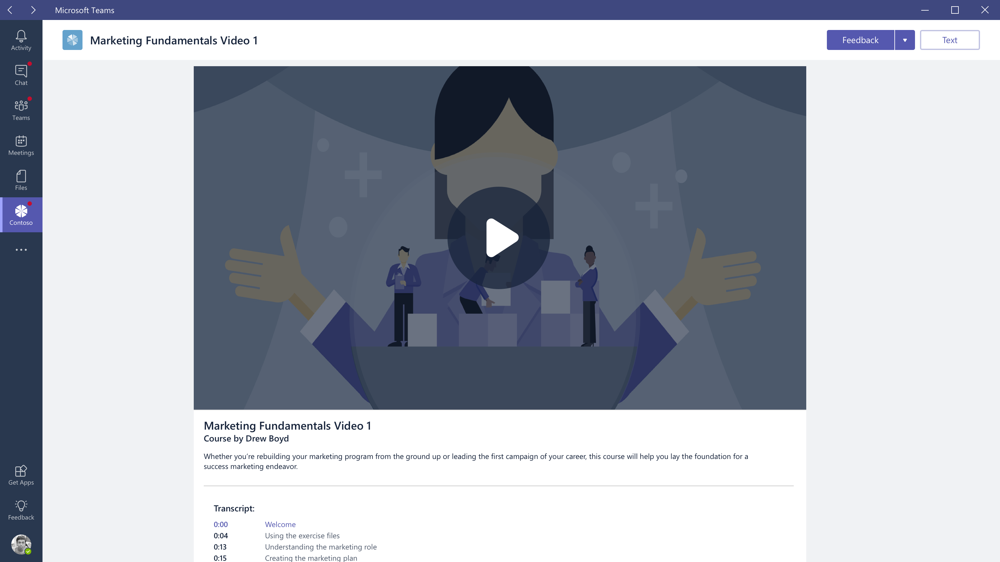 Microsoft Teams
Activity
Chat
Teams
Meetings
Files
Contoso
Get Apps
Feedback
Marketing Fundamentals Video 1
Feedback
Text
Marketing Fundamentals Video 1
Course by Drew Boyd
Whether you’re rebuilding your marketing program from the ground up or leading the first campaign of your career, this course will help you lay the foundation for a
success marketing endeavor.
Transcript:
0:00 Welcome
0:04 Using the exercise files
0:13 Understanding the marketing role
0:15 Creating the marketing plan